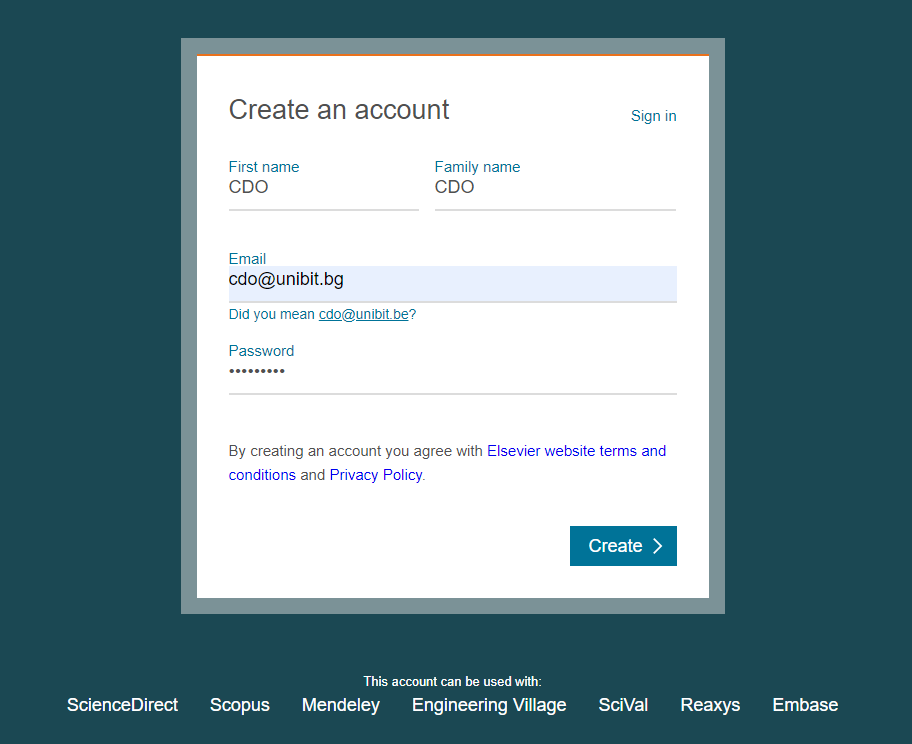 Create an account
Sign in
First name
Family name
CDO
CDO
Email
cdo@unibit.bg
Did you mean cdo@unibit.be?
Password
•••••••••
By creating an account you agree with Elsevier website terms and
conditions and Privacy Policy.
Create
This account can be used with:
ScienceDirect Scopus Mendeley Engineering Village SciVal Reaxys Embase